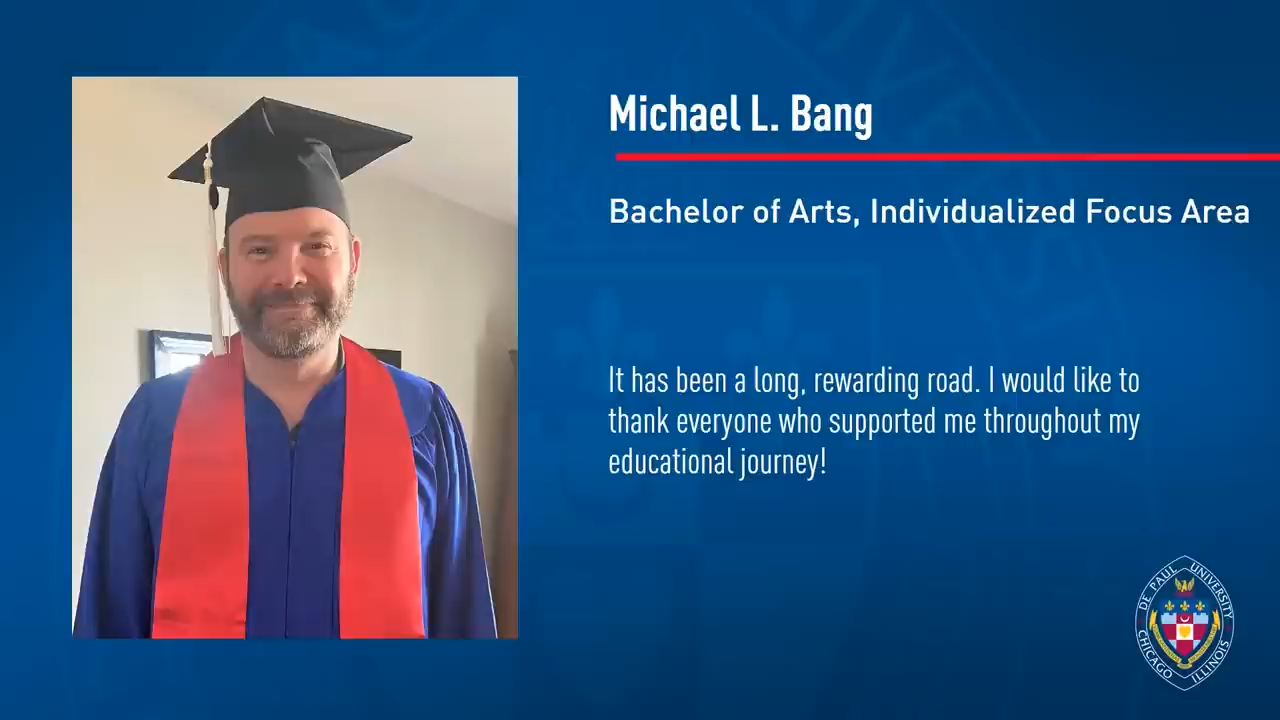 Michael L. Bang
Bachelor of Arts, Individualized Focus Area
It has been a long, rewarding road. I would like to
thank everyone who supported me throughout my
educational journey!
DE PAUL UNIVERSITY
CHICAGO ILLINOIS